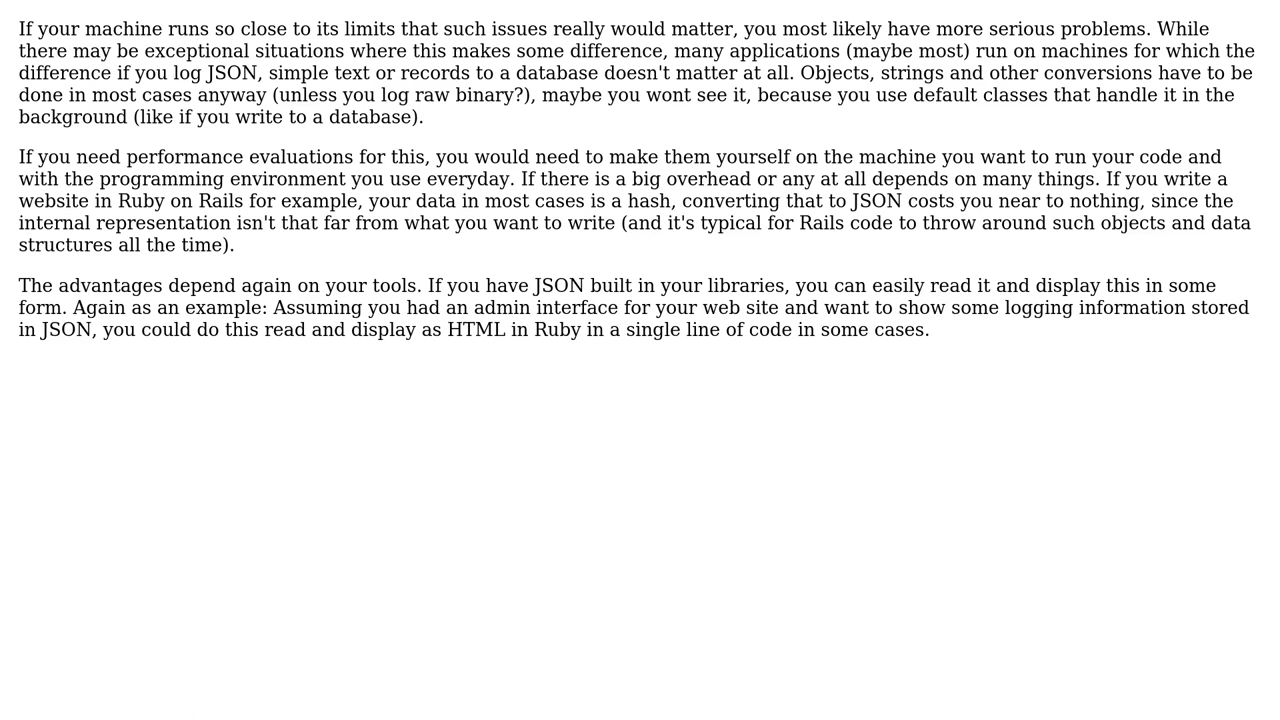 If your machine runs so close to its limits that such issues really would matter, you most likely have more serious problems. While
there may be exceptional situations where this makes some difference, many applications (maybe most) run on machines for which the
difference if you log JSON, simple text or records to a database doesn't matter at all. Objects, strings and other conversions have to be
done in most cases anyway (unless you log raw binary?), maybe you wont see it, because you use default classes that handle it in the
background (like if you write to a database).
If you need performance evaluations for this, you would need to make them yourself on the machine you want to run your code and
with the programming environment you use everyday. If there is a big overhead or any at all depends on many things. If you write a
website in Ruby on Rails for example, your data in most cases is a hash, converting that to JSON costs you near to nothing, since the
internal representation isn't that far from what you want to write (and it's typical for Rails code to throw around such objects and data
structures all the time).
The advantages depend again on your tools. If you have JSON built in your libraries, you can easily read it and display this in some
form. Again as an example: Assuming you had an admin interface for your web site and want to show some logging information stored
in JSON, you could do this read and display as HTML in Ruby in a single line of code in some cases.